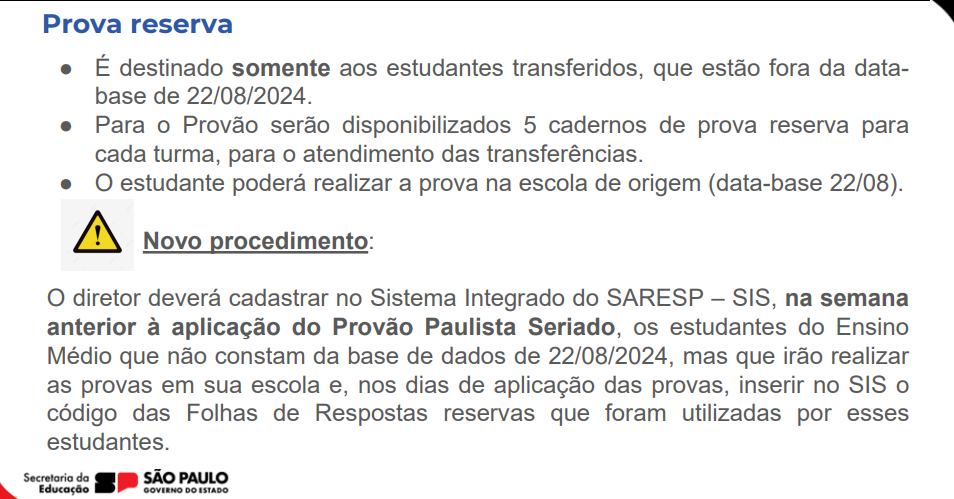 Prova reserva
● É destinado somente aos estudantes transferidos, que estão fora da data-
base de 22/08/2024.
● Para o Provão serão disponibilizados 5 cadernos de prova reserva para
cada turma, para o atendimento das transferências.
● O estudante poderá realizar a prova na escola de origem (data-base 22/08).
Novo procedimento:
O diretor deverá cadastrar no Sistema Integrado do SARESP – SIS, na semana
anterior à aplicação do Provão Paulista Seriado, os estudantes do Ensino
Médio que não constam da base de dados de 22/08/2024, mas que irão realizar
as provas em sua escola e, nos dias de aplicação das provas, inserir no SIS o
código das Folhas de Respostas reservas que foram utilizadas por esses
estudantes.
Secretaria da
Educação
SP
SÃO PAULO
GOVERNO DO ESTADO